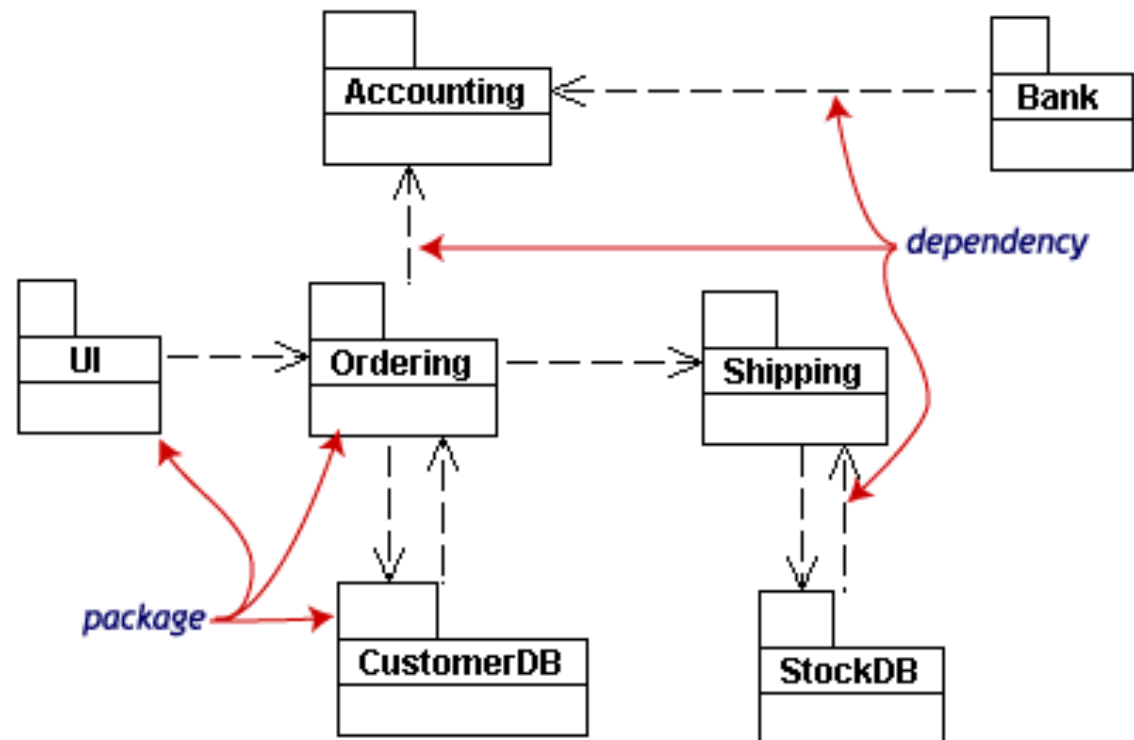 Accounting
Bank
dependency
UI
Ordering
Shipping
package
CustomerDB
StockDB